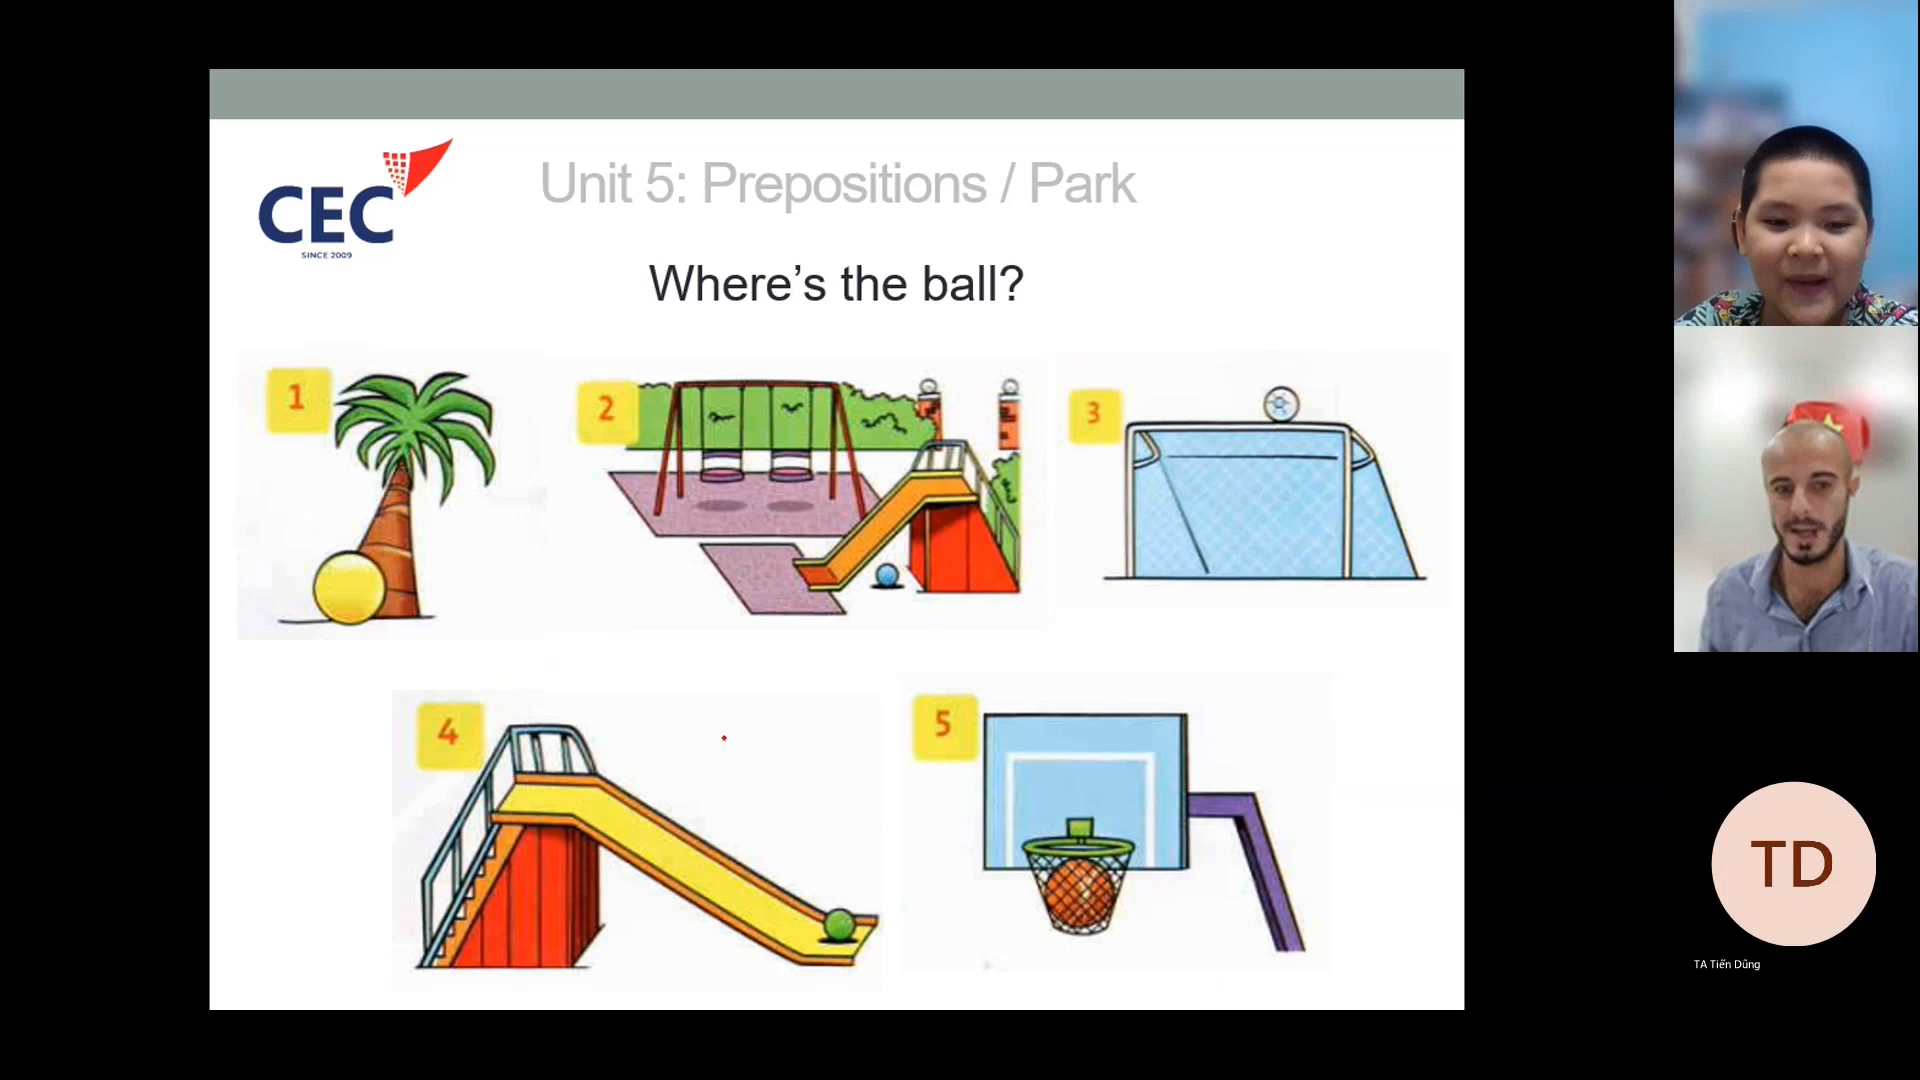 CEC
SINCE 2009
Unit 5: Prepositions / Park
Where's the ball?
1
2
3
4
5
TD
TA Tiến Dũng